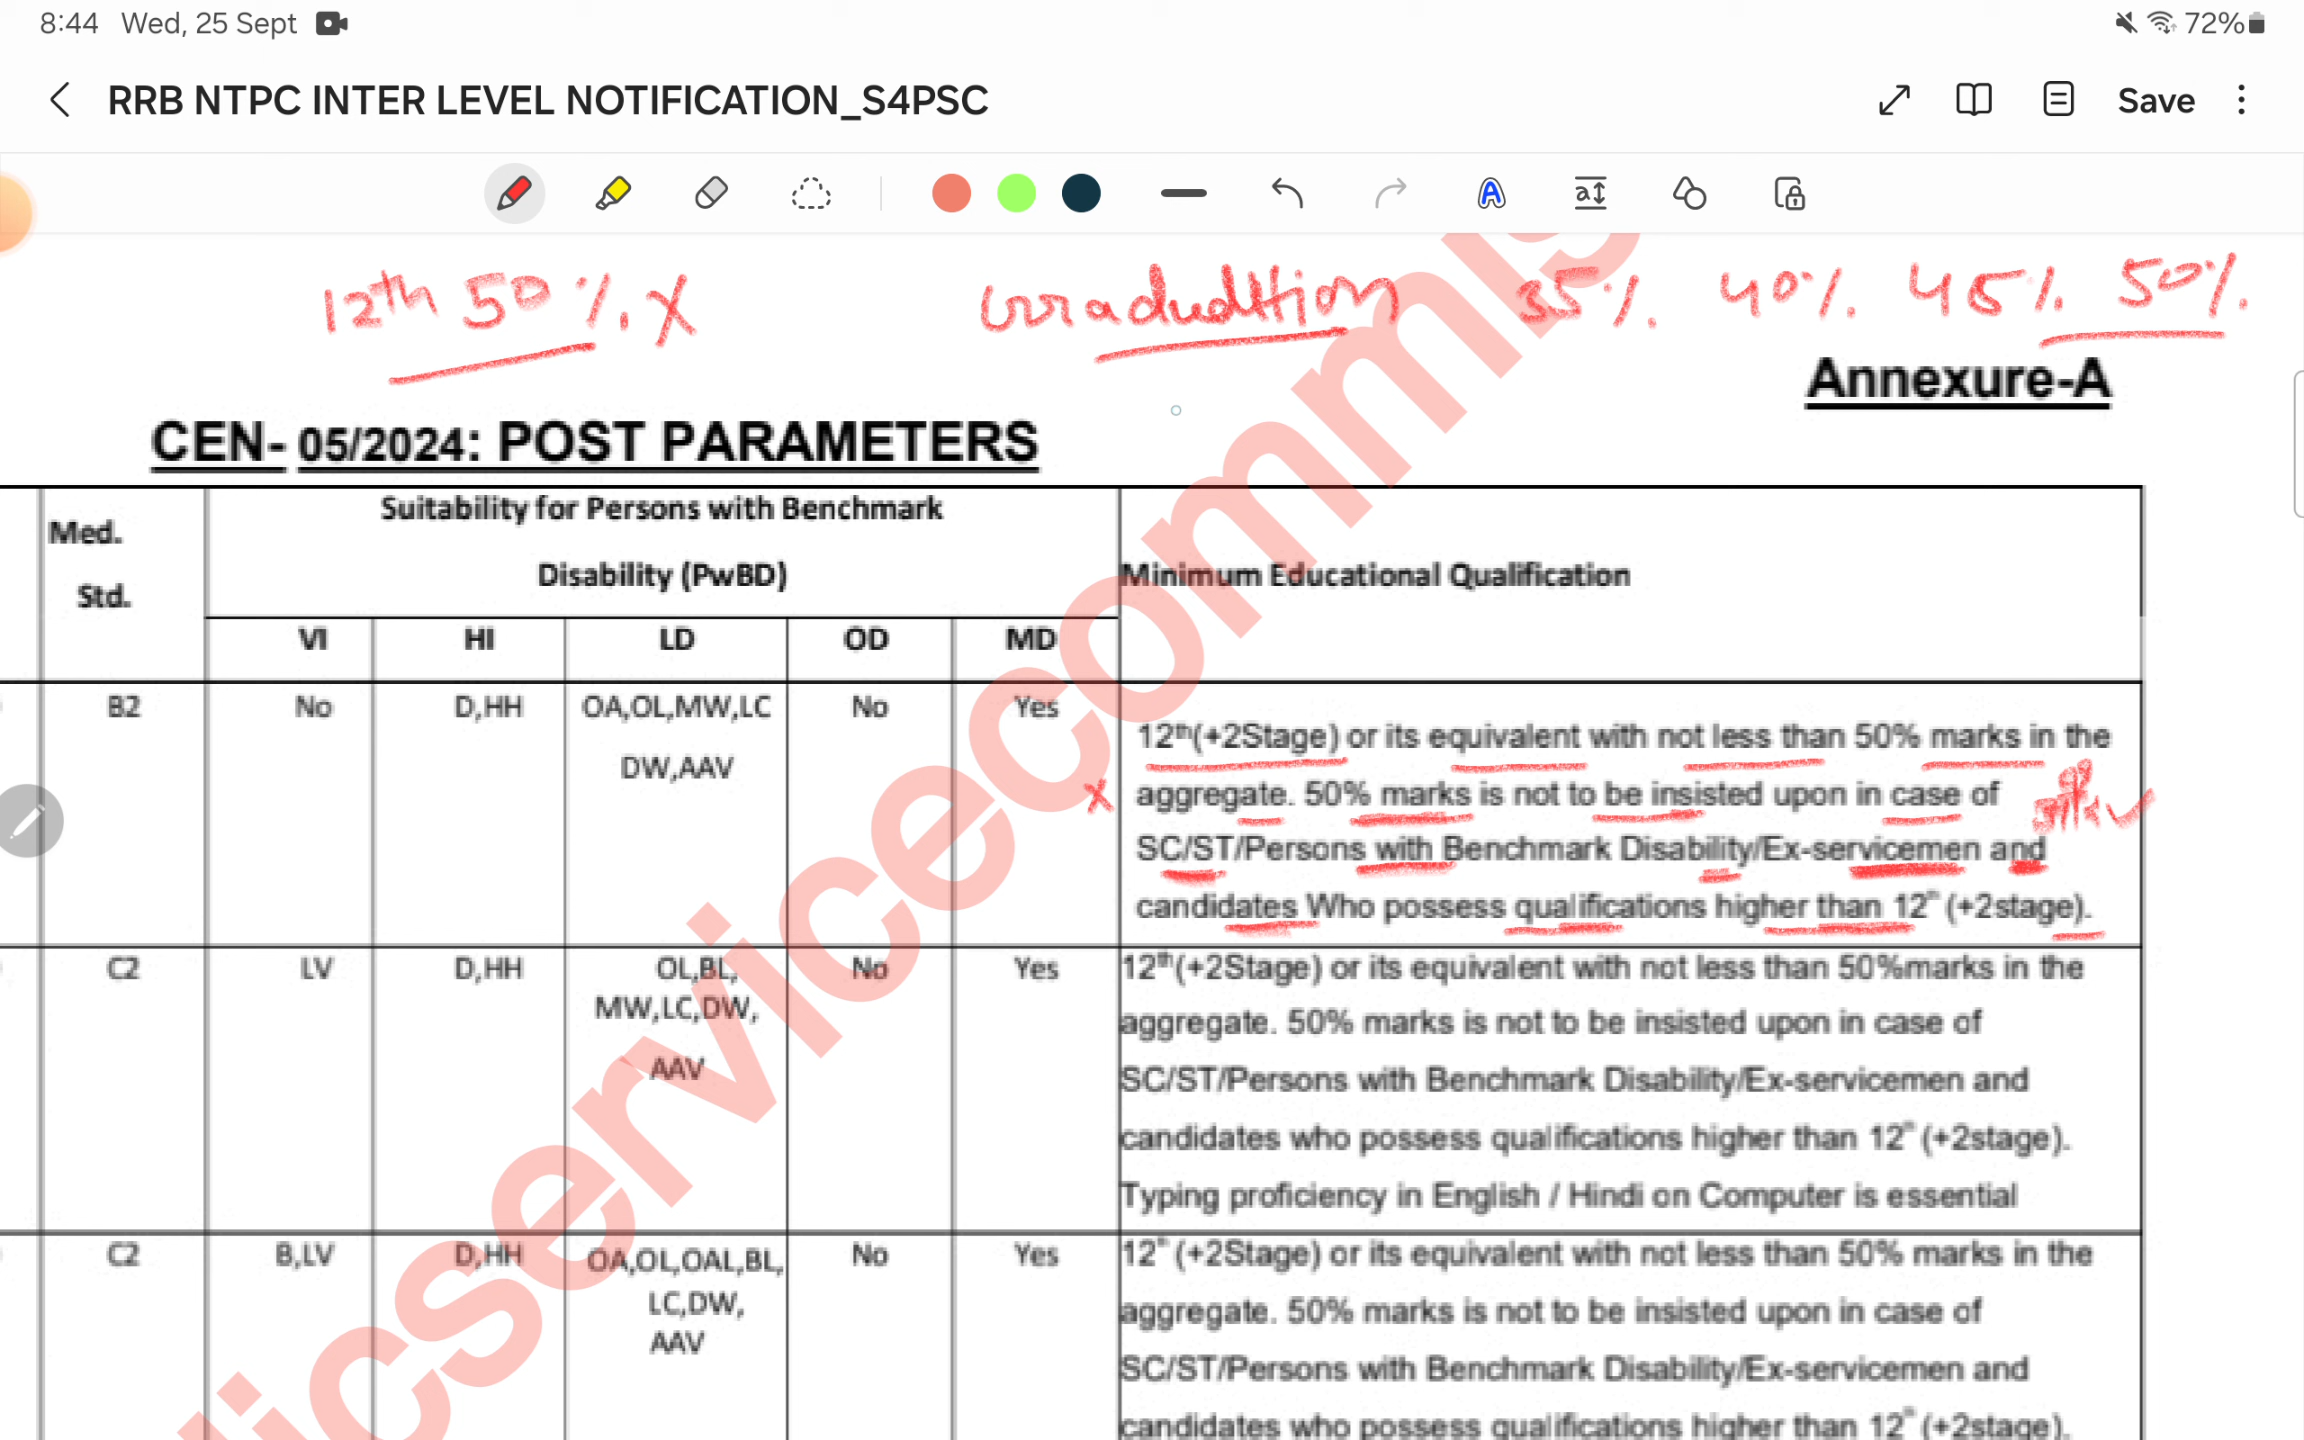 8:44 Wed, 25 Sept 72%
RRB NTPC INTER LEVEL NOTIFICATION_S4PSC Save
12th 50%. X Graduation 35%. 40%. 45%. 50%.
Annexure-A
CEN- 05/2024: POST PARAMETERS
Med. Std.
Suitability for Persons with Benchmark
Disability (PwBD)
Minimum Educational Qualification
VI HI LD OD MD
B2 No D,HH OA,OL,MW,LC DW,AAV No Yes
12th(+2Stage) or its equivalent with not less than 50% marks in the
X aggregate. 50% marks is not to be insisted upon in case of
SC/ST/Persons with Benchmark Disability/Ex-servicemen and
candidates Who possess qualifications higher than 12th (+2stage).
C2 LV D,HH OL,BL, MW,LC,DW, AAV No Yes
12th(+2Stage) or its equivalent with not less than 50%marks in the
aggregate. 50% marks is not to be insisted upon in case of
SC/ST/Persons with Benchmark Disability/Ex-servicemen and
candidates who possess qualifications higher than 12th (+2stage).
Typing proficiency in English / Hindi on Computer is essential
C2 B,LV D,HH OA,OL,OAL,BL, LC,DW, AAV No Yes
12th (+2Stage) or its equivalent with not less than 50% marks in the
aggregate. 50% marks is not to be insisted upon in case of
SC/ST/Persons with Benchmark Disability/Ex-servicemen and
candidates who possess qualifications higher than 12th (+2stage).
licservicecommis